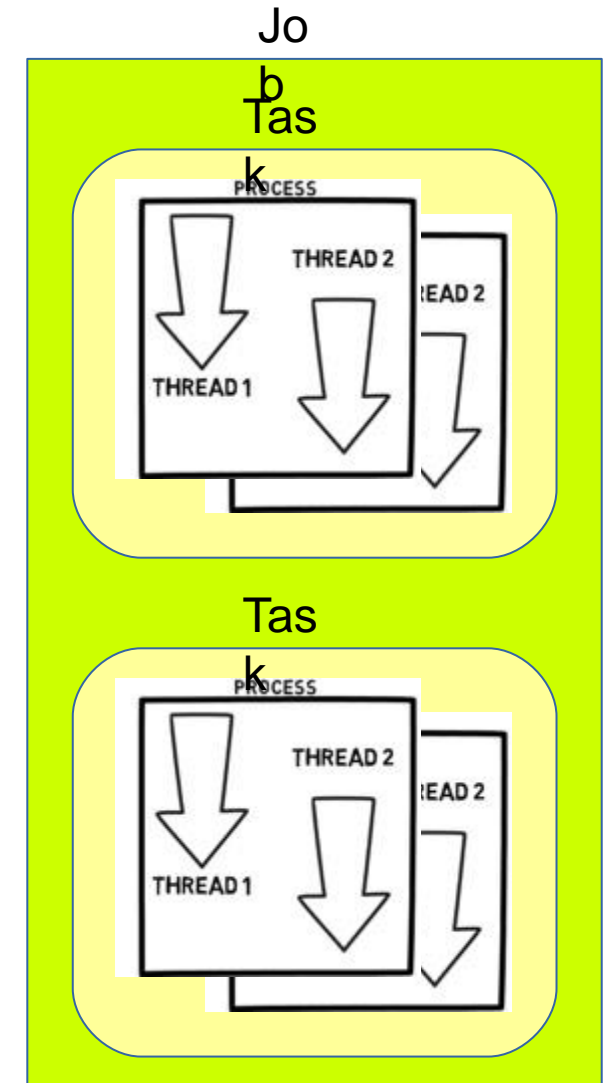 Jo
b
Tas
k
PROCESS
THREAD 2
READ 2
THREAD 1
Tas
k
PROCESS
THREAD 2
READ 2
THREAD 1